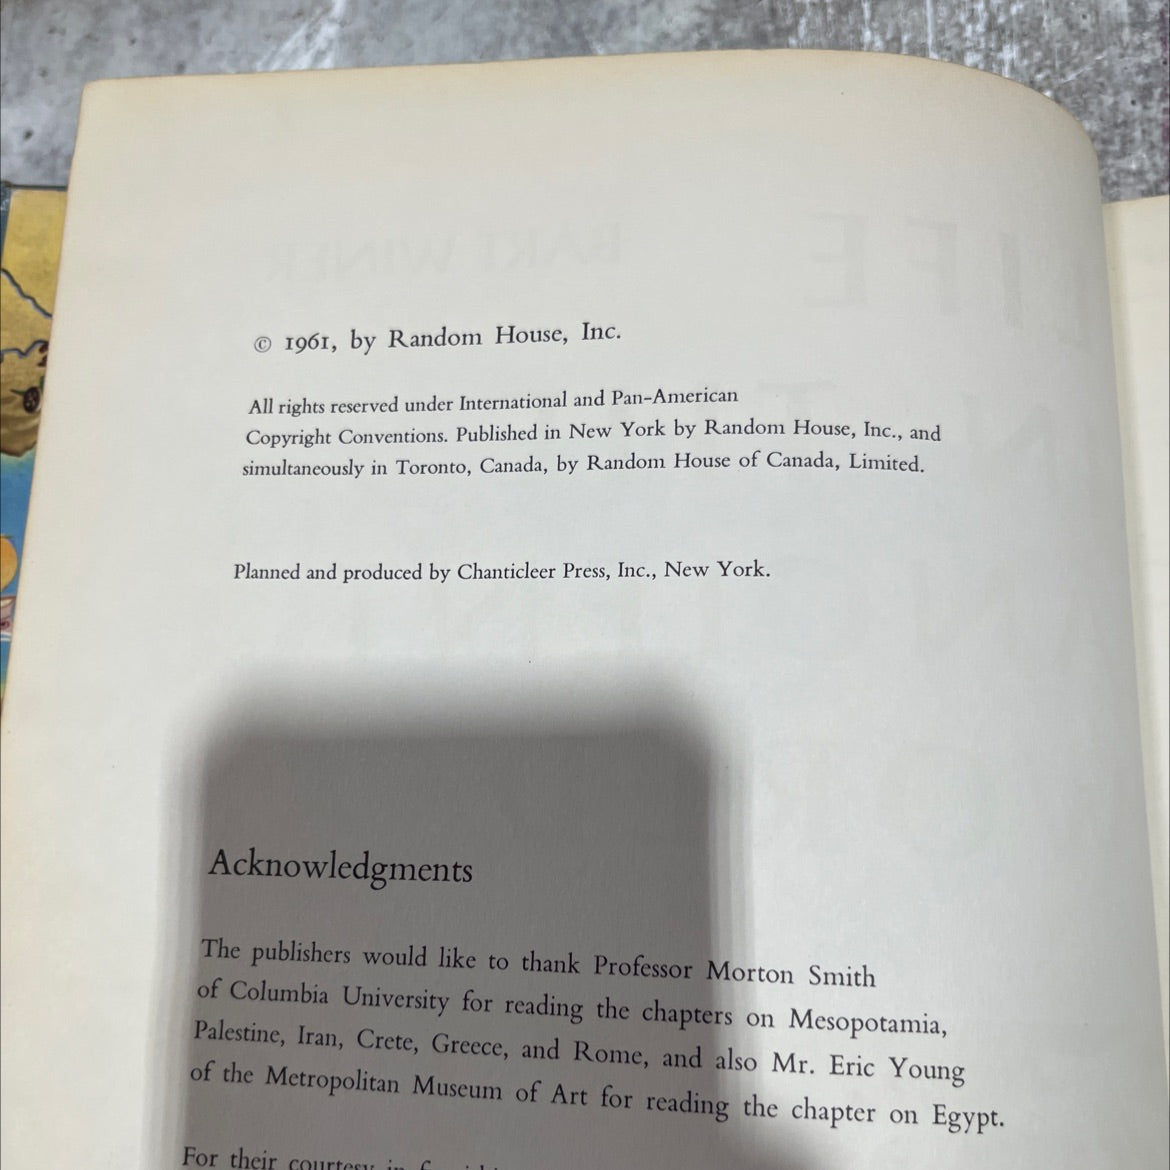 © 1961, by Random House, Inc.
All rights reserved under International and Pan-American
Copyright Conventions. Published in New York by Random House, Inc., and
simultaneously in Toronto, Canada, by Random House of Canada, Limited.
Planned and produced by Chanticleer Press, Inc., New York.
Acknowledgments
The publishers would like to thank Professor Morton Smith
of Columbia University for reading the chapters on Mesopotamia,
Palestine, Iran, Crete, Greece, and Rome, and also Mr. Eric Young
of the Metropolitan Museum of Art for reading the chapter on Egypt.
For their courtesy in